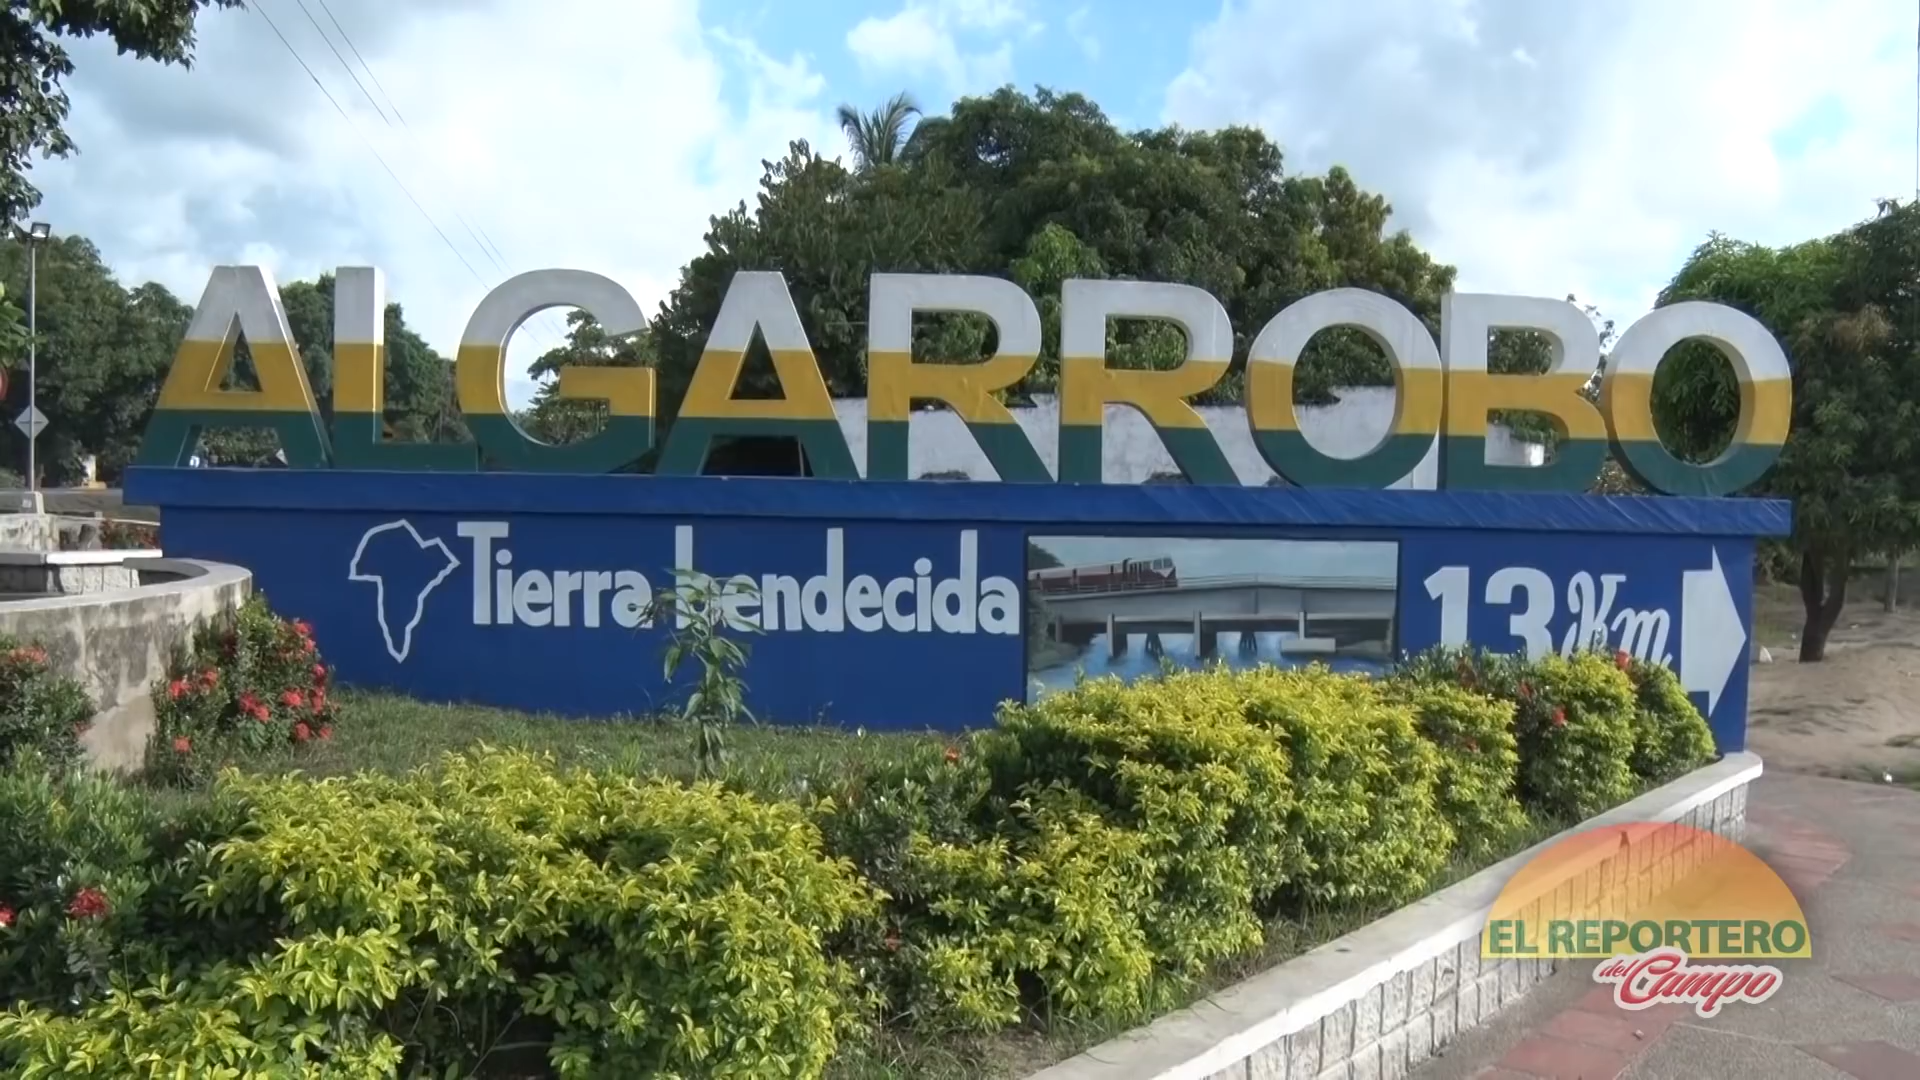 ALGARROBO
Tierra bendecida
13 Km
EL REPORTERO
del Campo